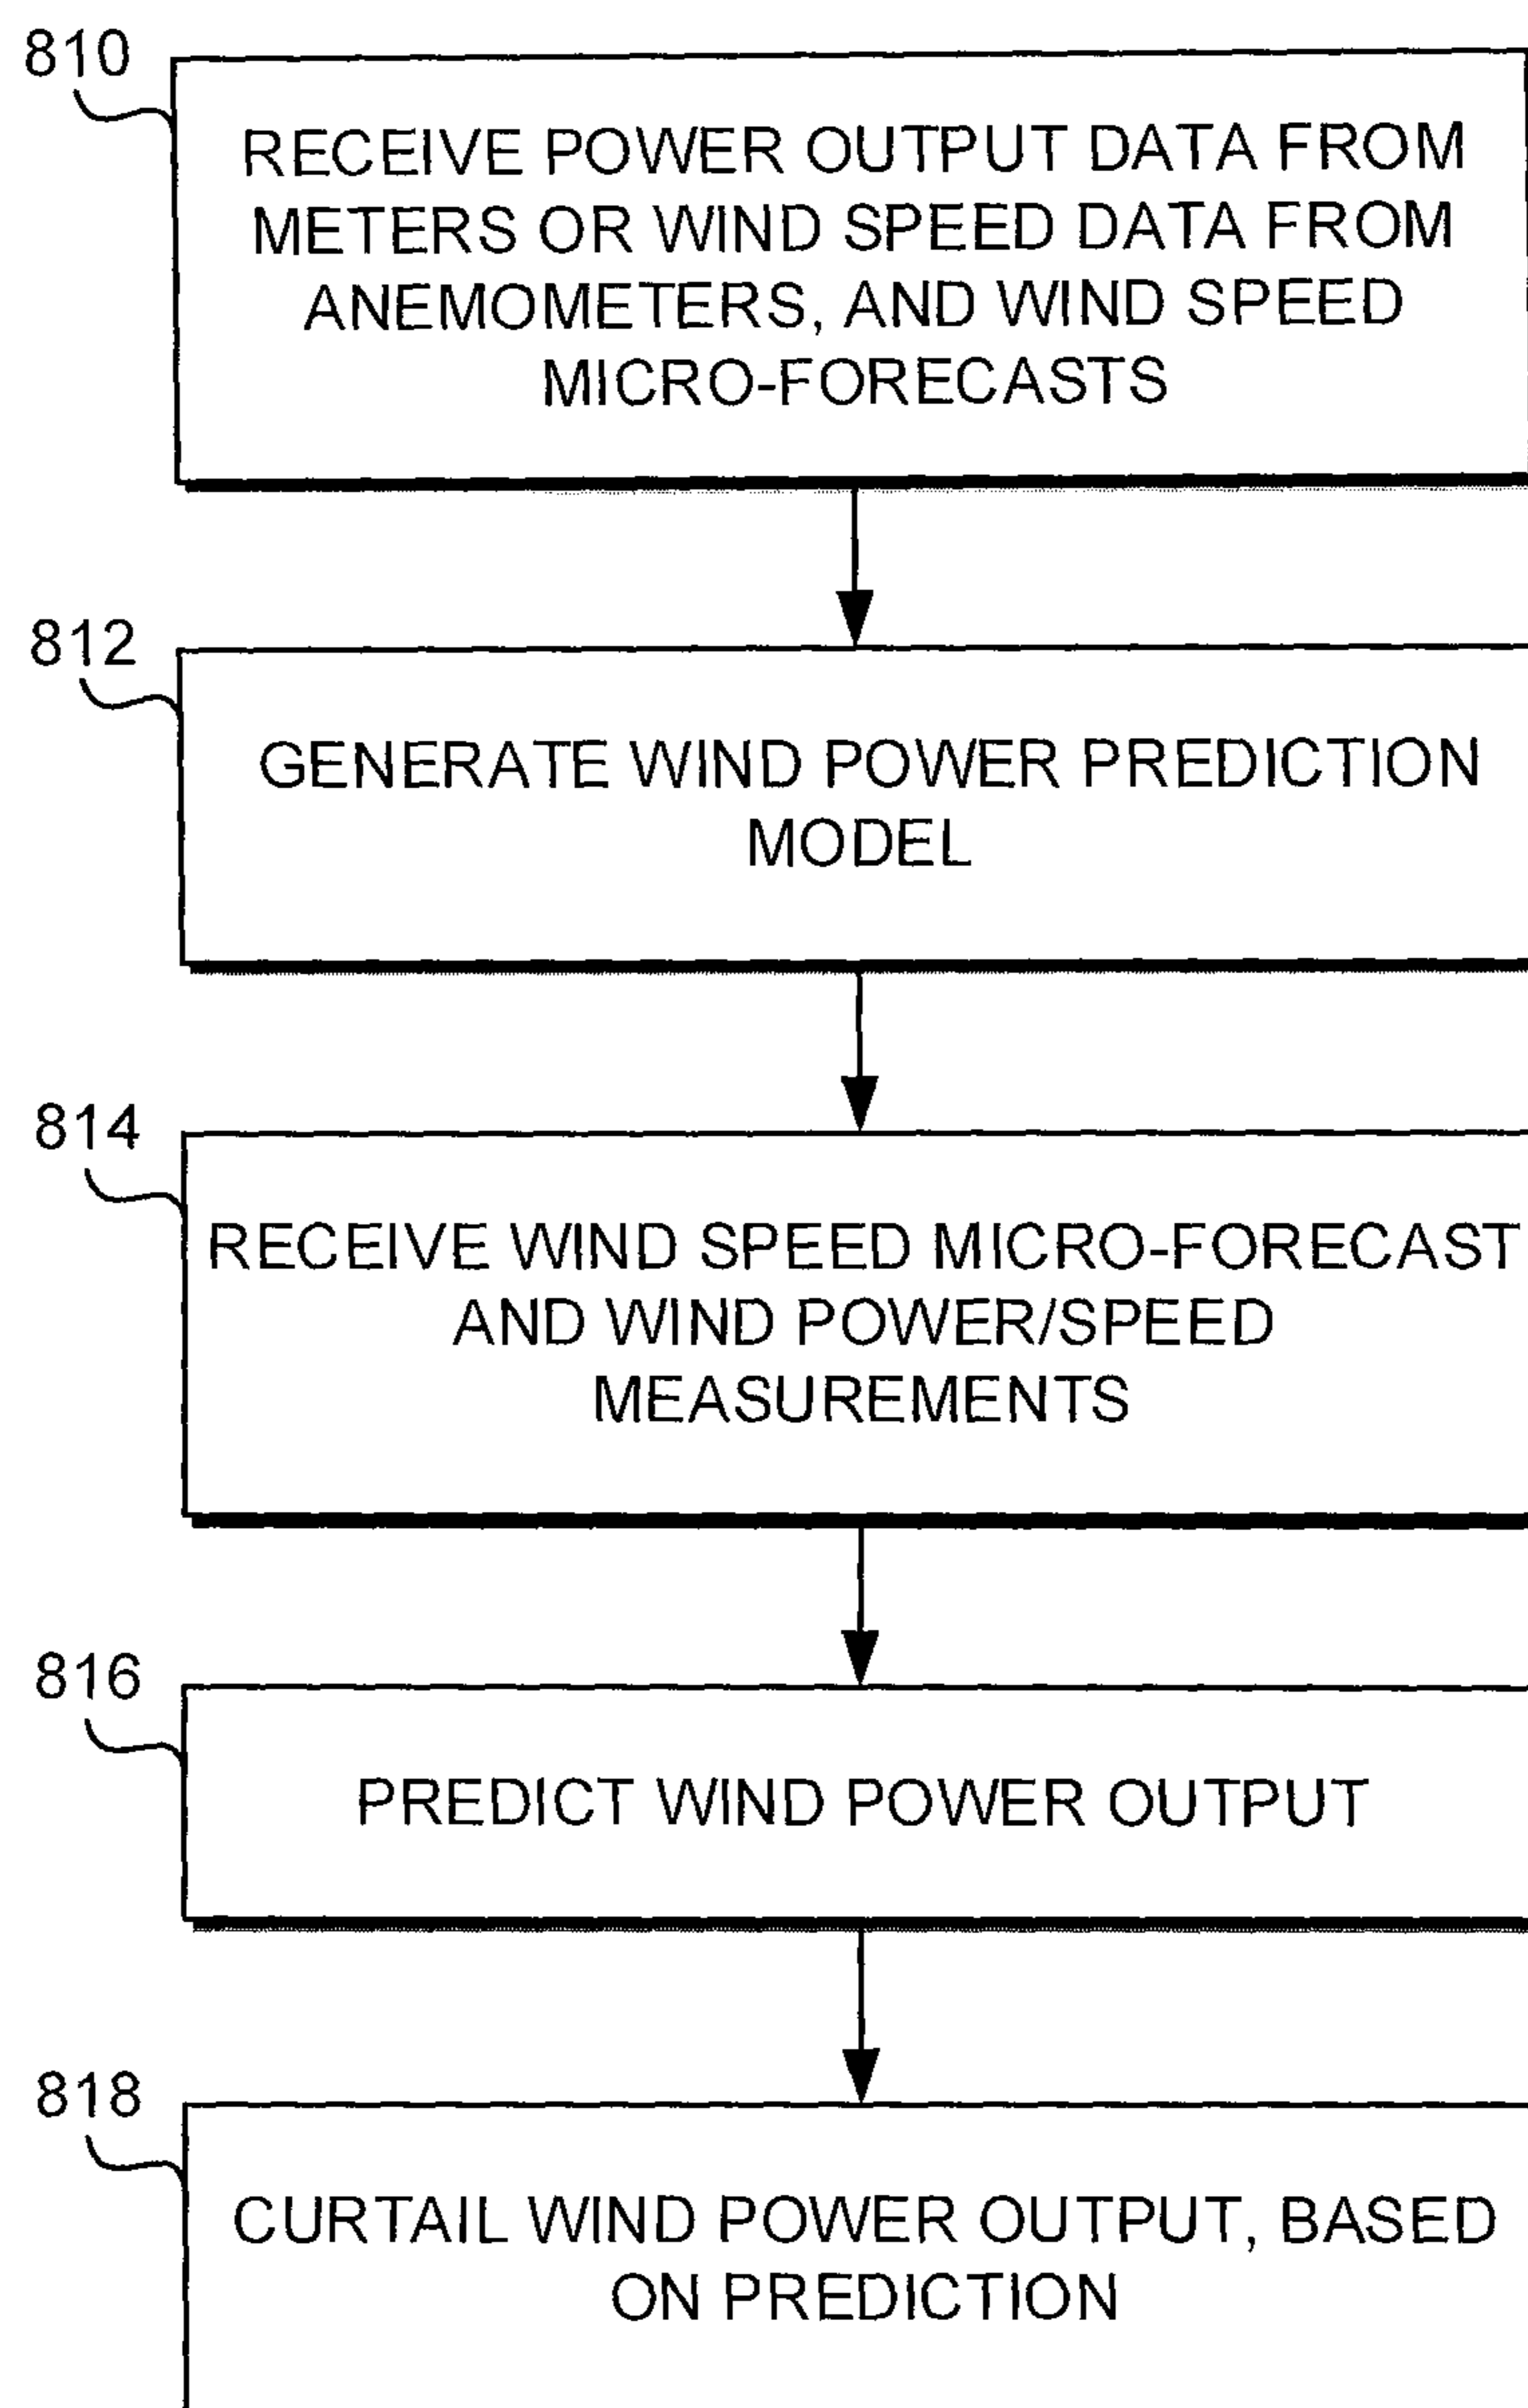 810
RECEIVE POWER OUTPUT DATA FROM
METERS OR WIND SPEED DATA FROM
ANEMOMETERS, AND WIND SPEED
MICRO-FORECASTS
812
GENERATE WIND POWER PREDICTION
MODEL
814
RECEIVE WIND SPEED MICRO-FORECAST
AND WIND POWER/SPEED
MEASUREMENTS
816
PREDICT WIND POWER OUTPUT
818
CURTAIL WIND POWER OUTPUT, BASED
ON PREDICTION